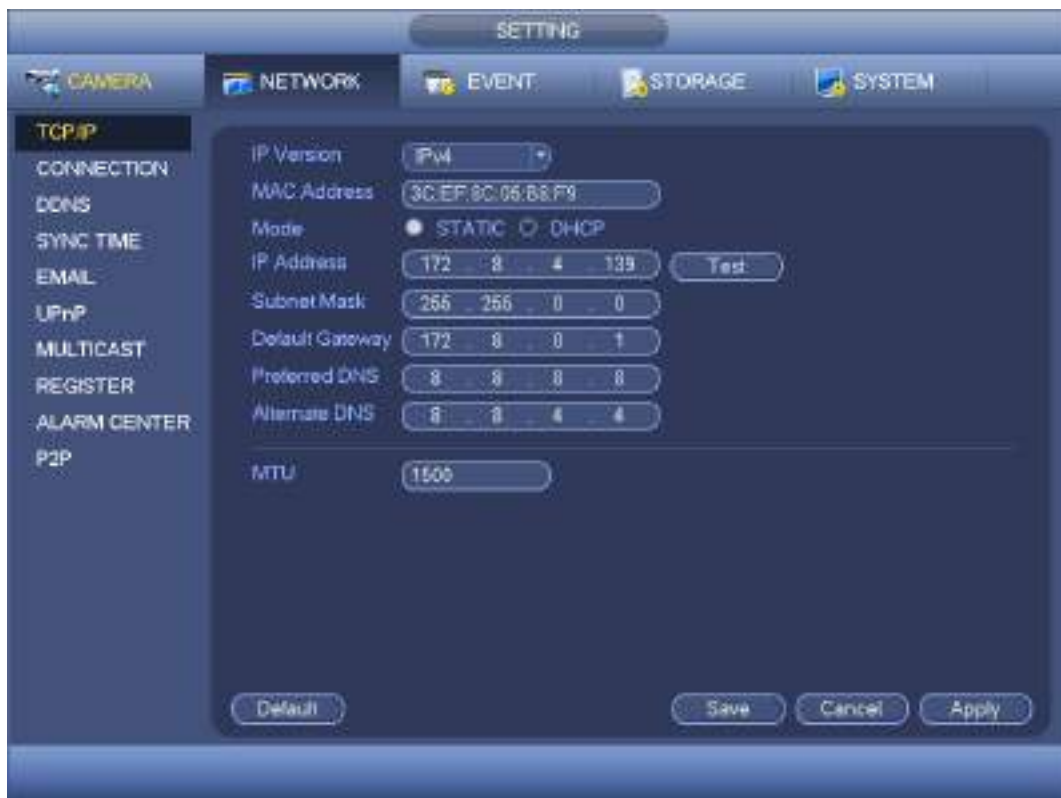 SETTING
CAMERA NETWORK EVENT STORAGE SYSTEM
TCP/IP
CONNECTION
DDNS
SYNC TIME
EMAIL
UPnP
MULTICAST
REGISTER
ALARM CENTER
P2P
IP Version IPv4
MAC Address 3C:EF:8C:05:B8:F9
Mode STATIC DHCP
IP Address 172 . 8 . 4 . 139 Test
Subnet Mask 255 . 255 . 0 . 0
Default Gateway 172 . 8 . 0 . 1
Preferred DNS 8 . 8 . 8 . 8
Alternate DNS 8 . 8 . 4 . 4
MTU 1500
Default Save Cancel Apply